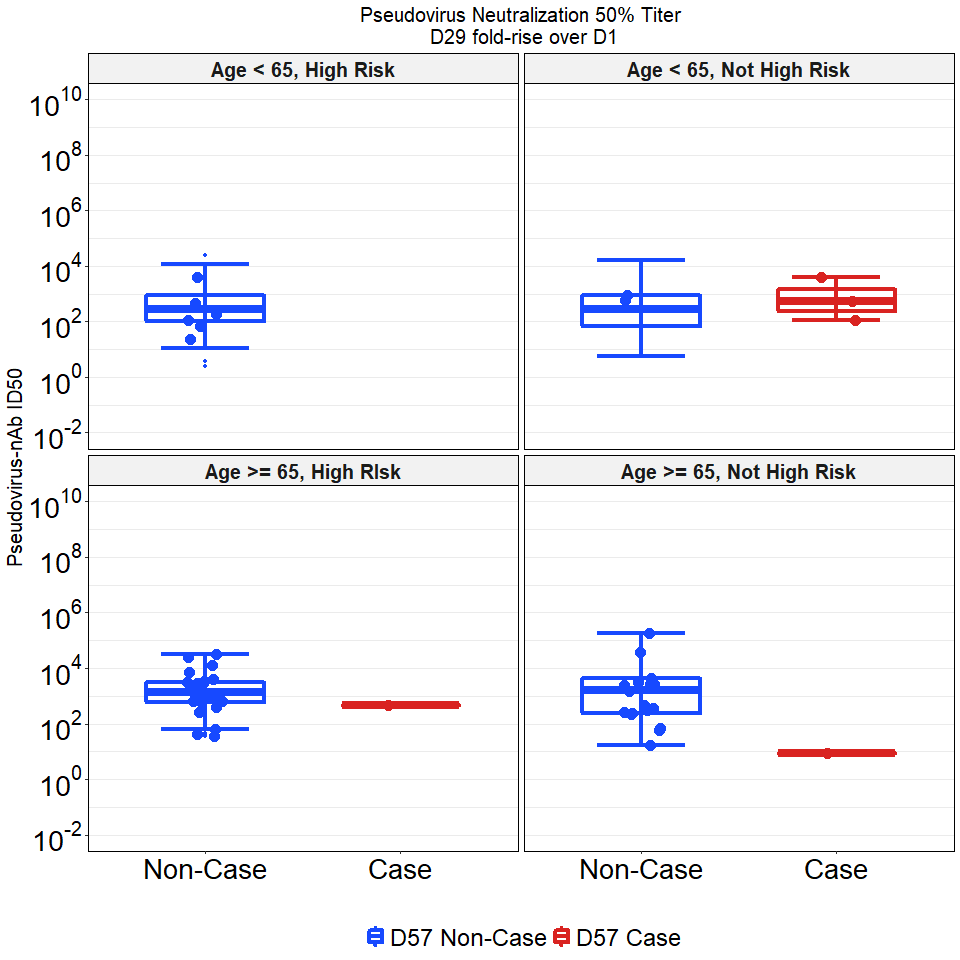 Pseudovirus Neutralization 50% Titer
D29 fold-rise over D1
Age < 65, High Risk
Age < 65, Not High Risk
10^10
10^8
10^6
10^4
10^2
10^0
10^-2
Pseudovirus-nAb ID50
Age >= 65, High RIsk
Age >= 65, Not High Risk
10^10
10^8
10^6
10^4
10^2
10^0
10^-2
Non-Case Case Non-Case Case
D57 Non-Case D57 Case